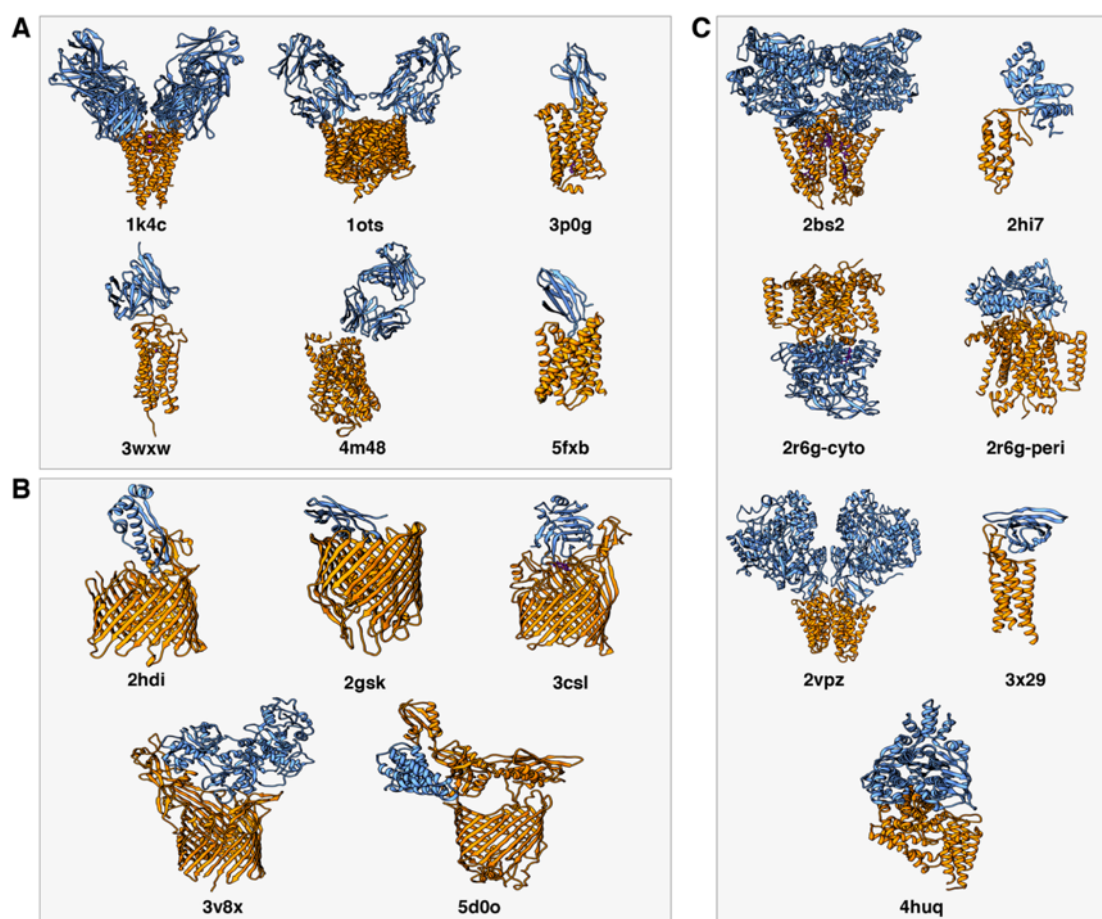 A
1k4c
1ots
3p0g
3wxw
4m48
5fxb
B
2hdi
2gsk
3csl
3v8x
5d0o
C
2bs2
2hi7
2r6g-cyto
2r6g-peri
2vpz
3x29
4huq